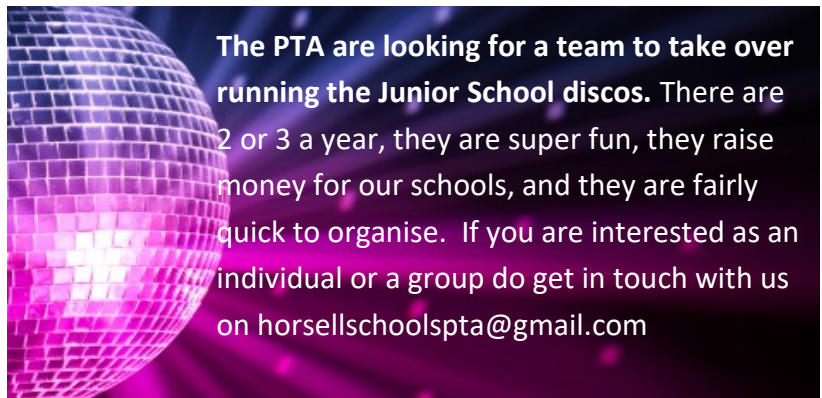 The PTA are looking for a team to take over
running the Junior School discos. There are
2 or 3 a year, they are super fun, they raise
money for our schools, and they are fairly
quick to organise.  If you are interested as an
individual or a group do get in touch with us
on horsellschoolspta@gmail.com